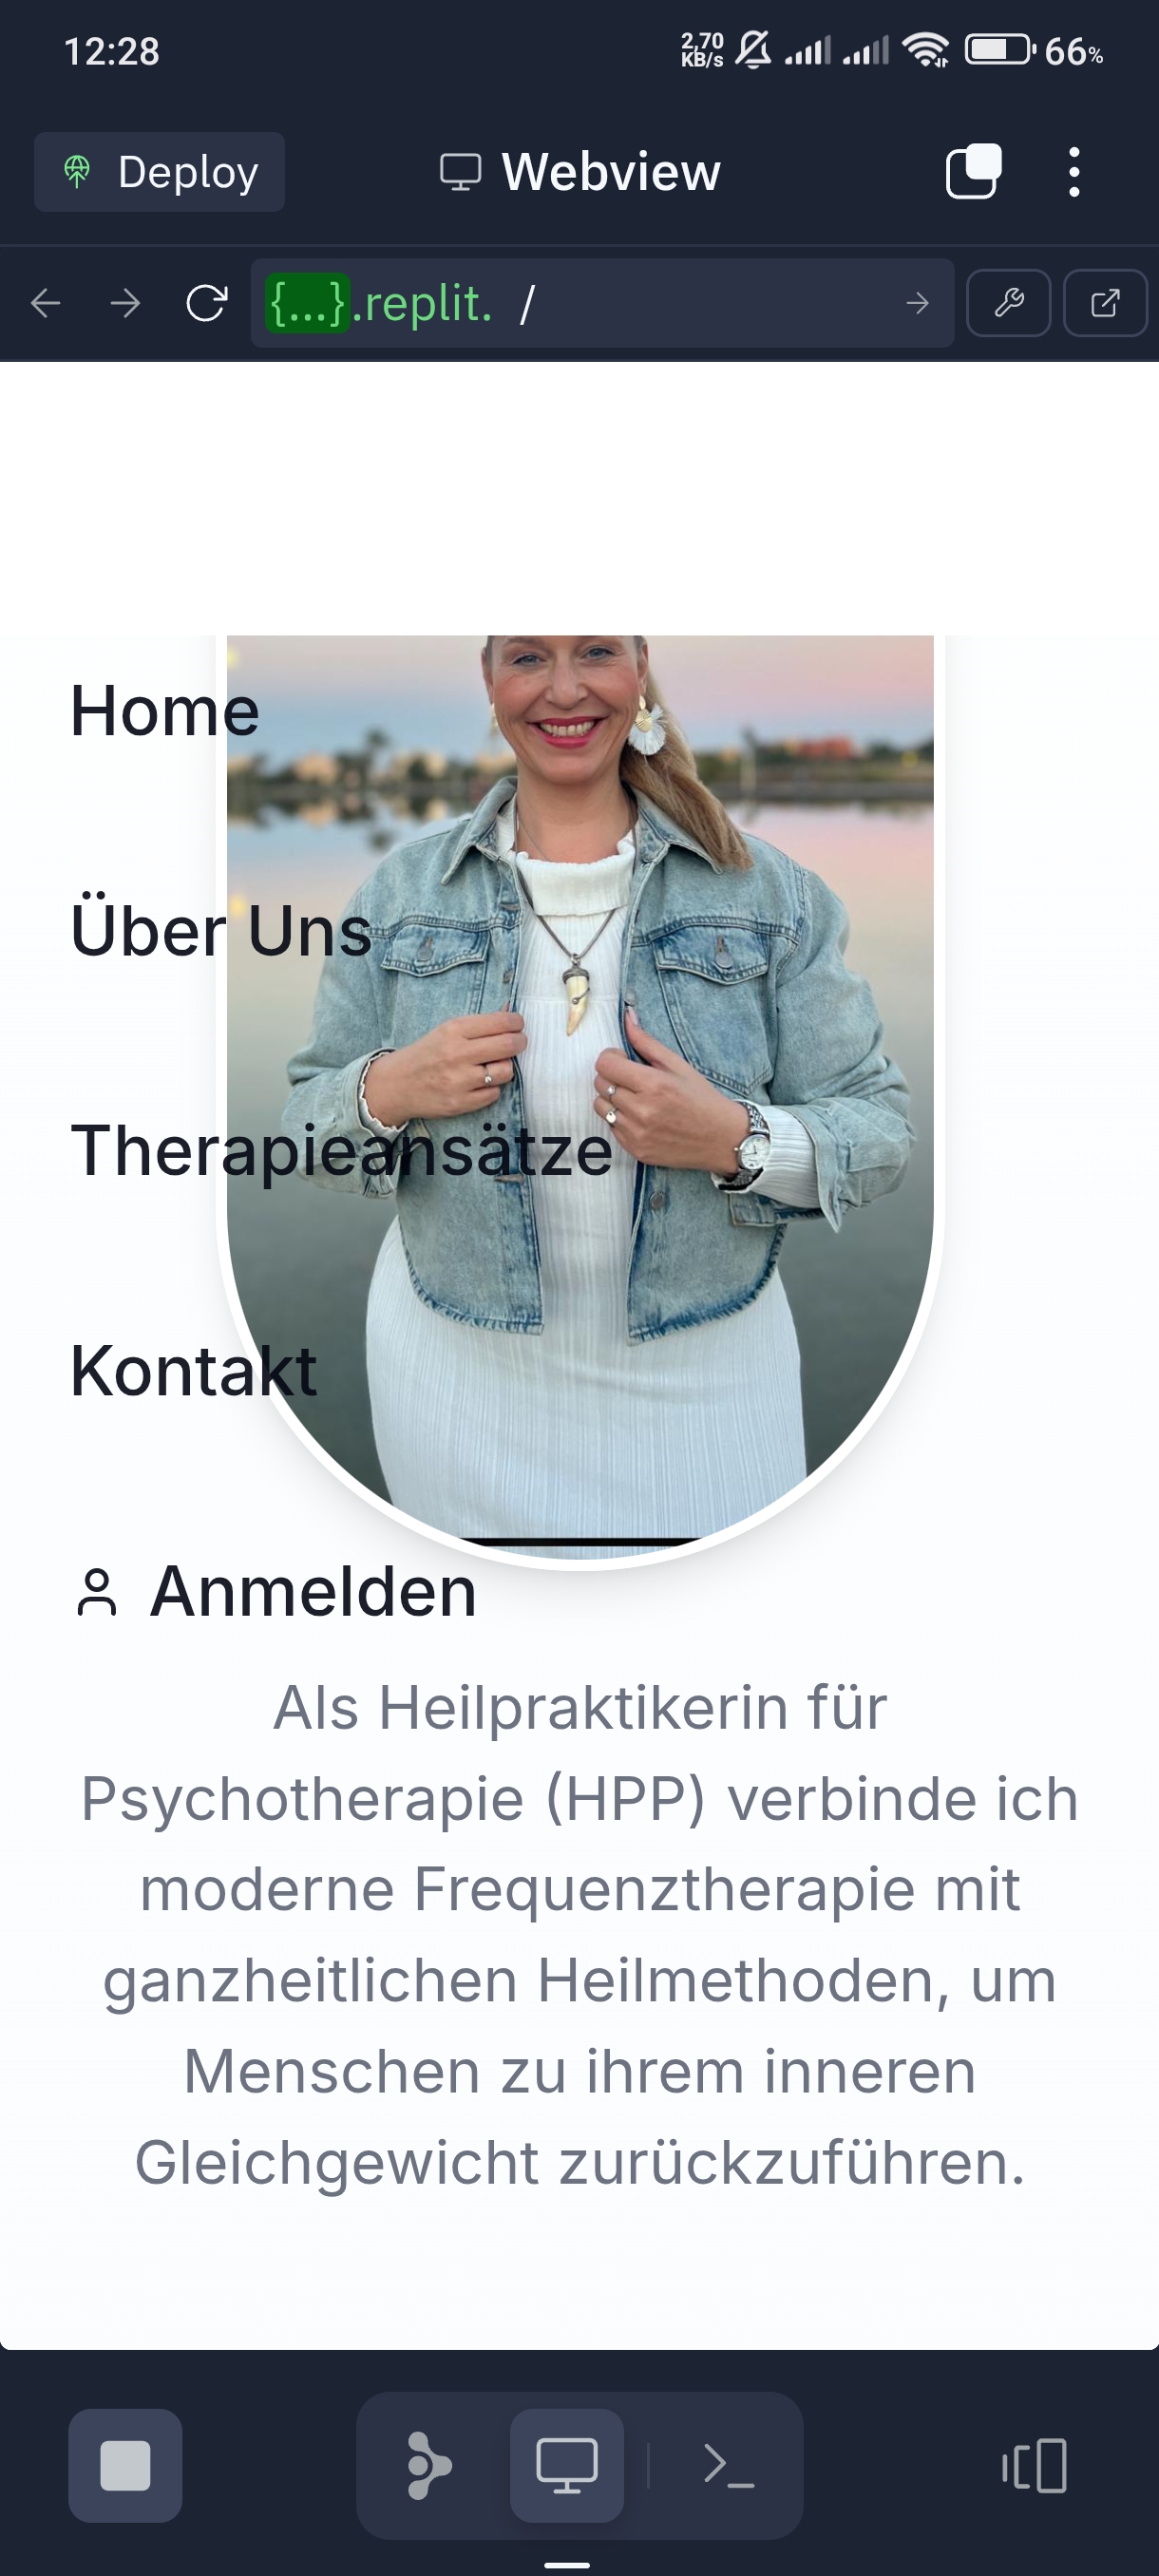 12:28
2,70
KB/s
66%
Deploy
Webview
{...}.replit. /
Home
Über Uns
Therapieansätze
Kontakt
Anmelden
Als Heilpraktikerin für
Psychotherapie (HPP) verbinde ich
moderne Frequenztherapie mit
ganzheitlichen Heilmethoden, um
Menschen zu ihrem inneren
Gleichgewicht zurückzuführen.